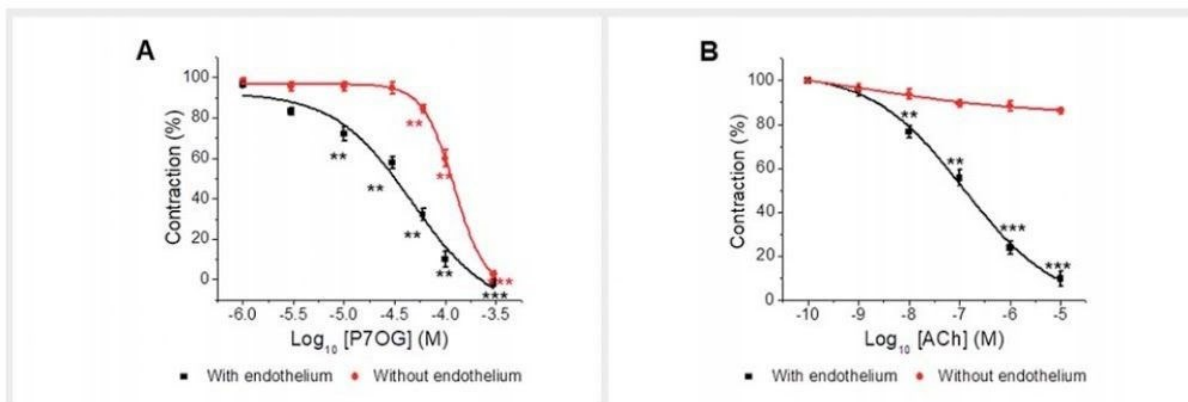 A
Contraction (%)
100
80
60
40
20
0
** ** ** ** ** *** ** ** ***
-6.0 -5.5 -5.0 -4.5 -4.0 -3.5
Log10 [P7OG] (M)
With endothelium Without endothelium
B
Contraction (%)
100
80
60
40
20
0
** ** *** ***
-10 -9 -8 -7 -6 -5
Log10 [ACh] (M)
With endothelium Without endothelium